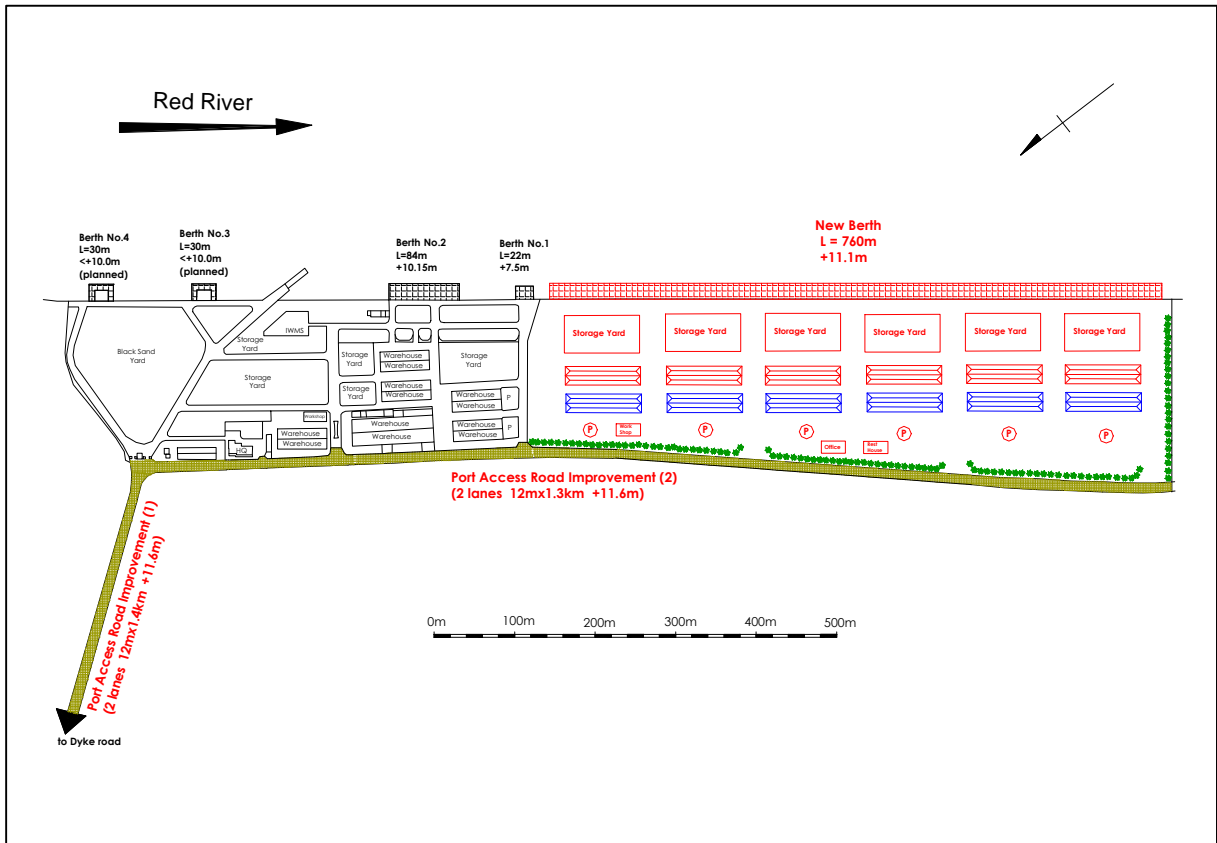 Red River
Berth No.4
L=30m
<+10.0m
(planned)
Berth No.3
L=30m
<+10.0m
(planned)
Berth No.2
L=84m
+10.15m
Berth No.1
L=22m
+7.5m
New Berth
L = 760m
+11.1m
Black Sand
Yard
IWMS
Storage
Yard
Storage
Yard
Storage
Yard
Storage
Yard
Storage
Yard
Warehouse
Warehouse
Warehouse
Warehouse
Warehouse
Warehouse
Warehouse
Warehouse
Warehouse
Warehouse
Warehouse
Warehouse
P
P
Workshop
HQ
Storage Yard
Storage Yard
Storage Yard
Storage Yard
Storage Yard
Storage Yard
P
Work
Shop
P
P
Office
Rest
House
P
P
P
Port Access Road Improvement (2)
(2 lanes 12mx1.3km +11.6m)
Port Access Road Improvement (1)
(2 lanes 12mx1.4km +11.6m)
to Dyke road
0m 100m 200m 300m 400m 500m